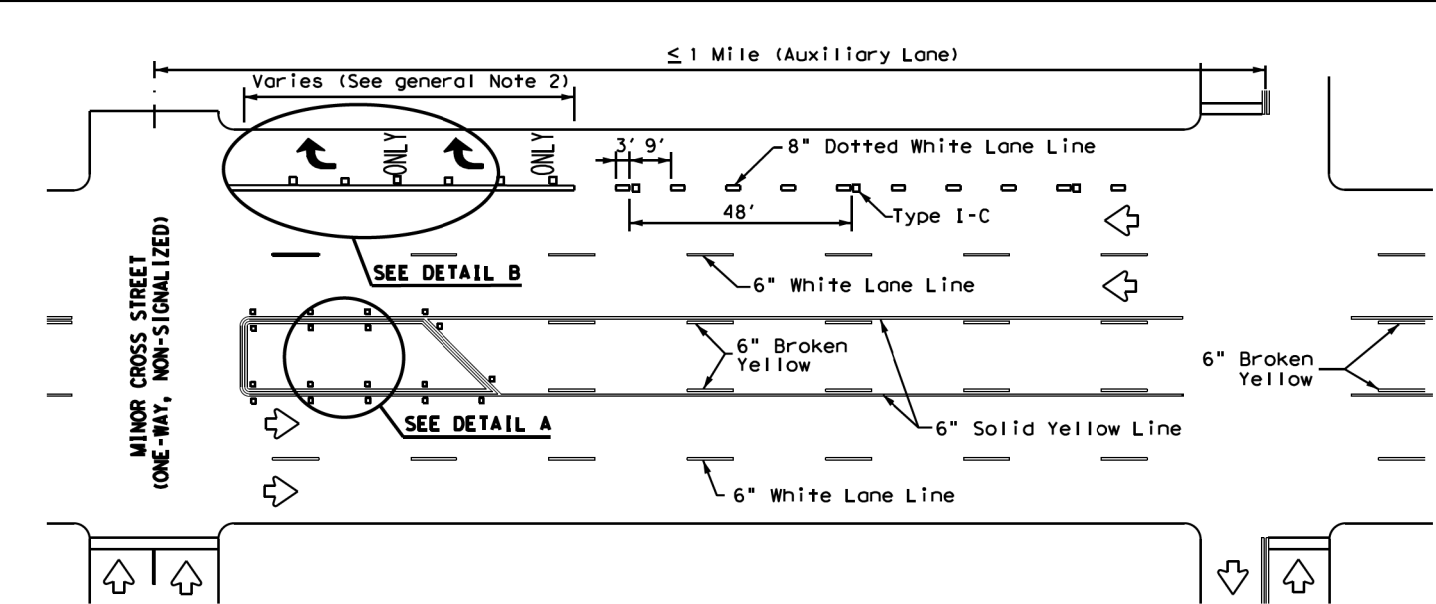 ≤ 1 Mile (Auxiliary Lane)
Varies (See general Note 2)
ONLY
ONLY
3' 9'
8" Dotted White Lane Line
48'
Type I-C
SEE DETAIL B
6" White Lane Line
MINOR CROSS STREET
(ONE-WAY, NON-SIGNALIZED)
6" Broken
Yellow
6" Broken
Yellow
SEE DETAIL A
6" Solid Yellow Line
6" White Lane Line